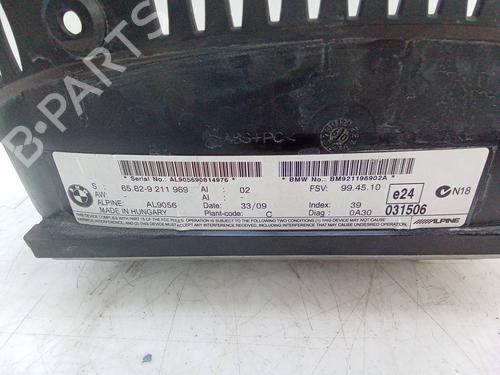 >ABS+PC<
* Serial No.: AL905690814976 *
* BMW No.: BM921196902A *
S : 65.82-9 211 969 AI : 02 FSV: 99.45.10
AW: AI : -
ALPINE: AL9056 Date : 33/09 Index: 39
MADE IN HUNGARY Plant-code: C Diag : 0A30
e24
031506
N18
ALPINE
BMW
B-PARTS